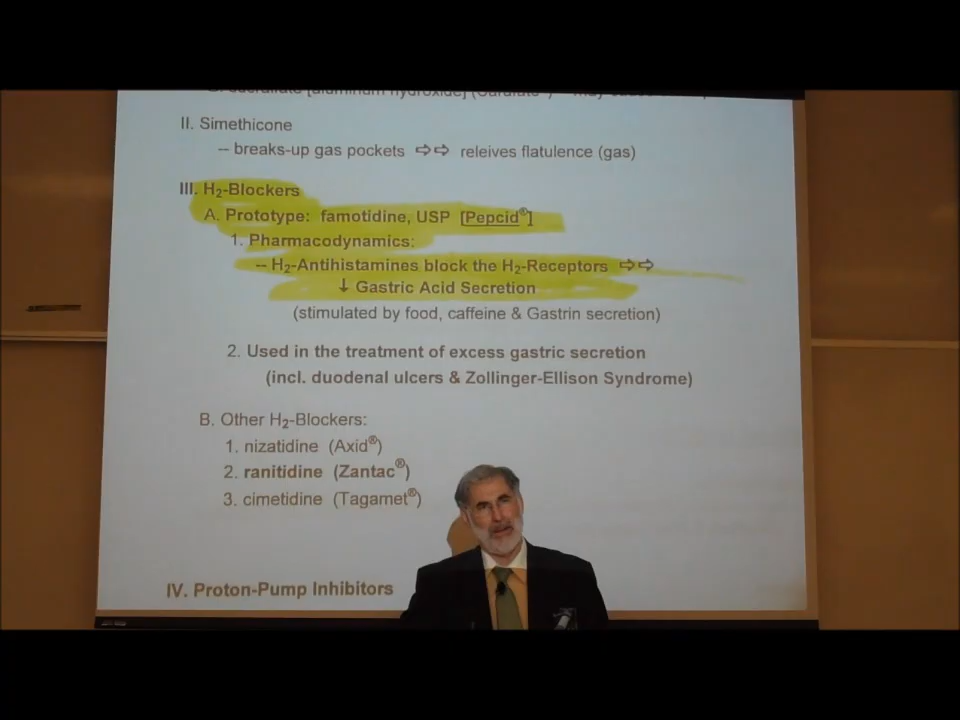 sucralfate [aluminum hydroxide]
II. Simethicone
-- breaks-up gas pockets ⇨⇨ releives flatulence (gas)
III. H₂-Blockers
A. Prototype: famotidine, USP [Pepcid®]
1. Pharmacodynamics:
-- H₂-Antihistamines block the H₂-Receptors ⇨⇨
↓ Gastric Acid Secretion
(stimulated by food, caffeine & Gastrin secretion)
2. Used in the treatment of excess gastric secretion
(incl. duodenal ulcers & Zollinger-Ellison Syndrome)
B. Other H₂-Blockers:
1. nizatidine (Axid®)
2. ranitidine (Zantac®)
3. cimetidine (Tagamet®)
IV. Proton-Pump Inhibitors